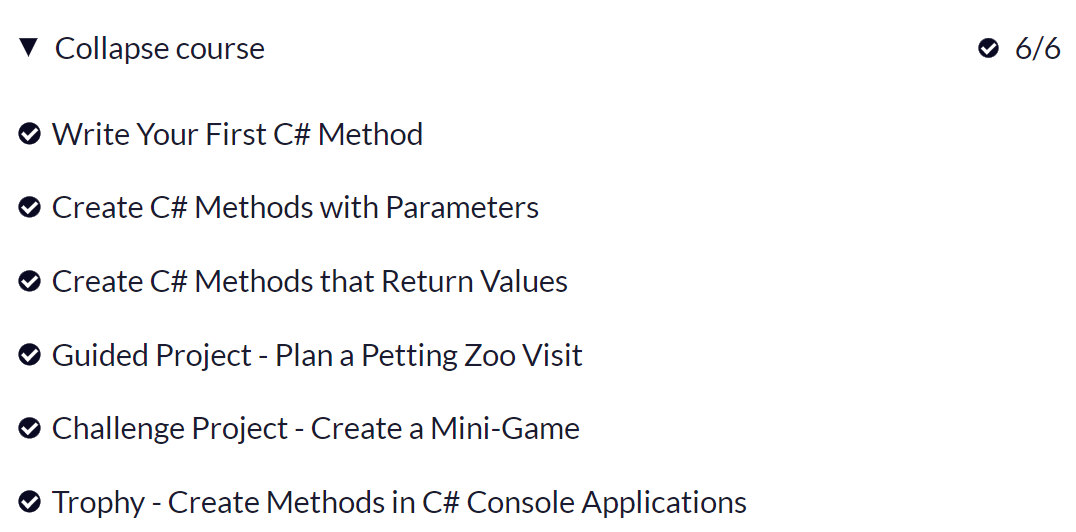 Collapse course 6/6
Write Your First C# Method
Create C# Methods with Parameters
Create C# Methods that Return Values
Guided Project - Plan a Petting Zoo Visit
Challenge Project - Create a Mini-Game
Trophy - Create Methods in C# Console Applications